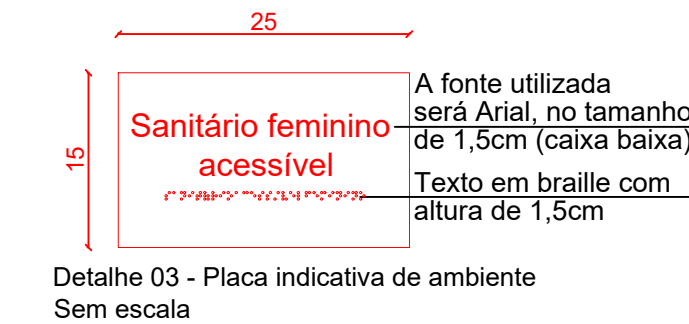 25
15
Sanitário feminino
acessível
A fonte utilizada
será Arial, no tamanho
de 1,5cm (caixa baixa)
Texto em braille com
altura de 1,5cm
Detalhe 03 - Placa indicativa de ambiente
Sem escala